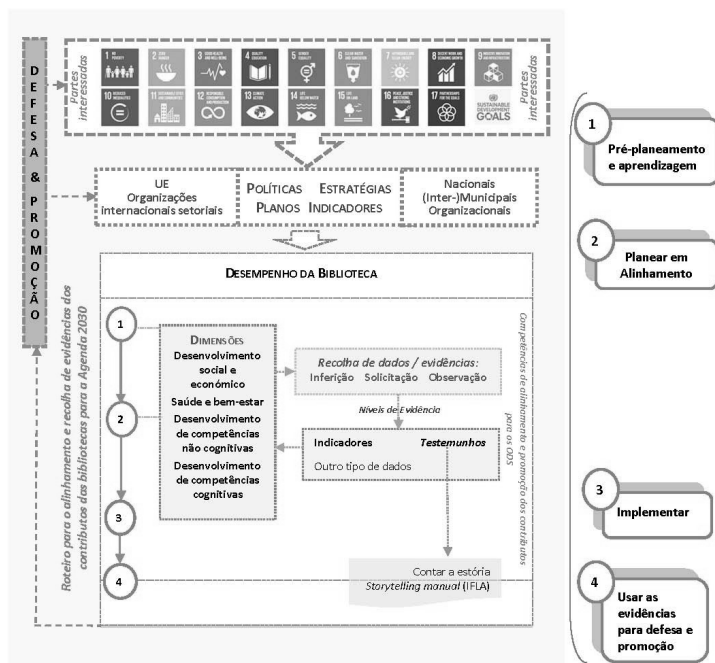 DEFESA & PROMOÇÃO
Partes
interessadas
1 NO
POVERTY
2 ZERO
HUNGER
3 GOOD HEALTH
AND WELL-BEING
4 QUALITY
EDUCATION
5 GENDER
EQUALITY
6 CLEAN WATER
AND SANITATION
7
8 DECENT WORK AND
ECONOMIC GROWTH
9 INDUSTRY, INNOVATION
AND INFRASTRUCTURE
10 REDUCED
INEQUALITIES
11 SUSTAINABLE CITIES
AND COMMUNITIES
12 RESPONSIBLE
CONSUMPTION
AND PRODUCTION
13 CLIMATE
ACTION
14 LIFE
BELOW WATER
15 LIFE
ON LAND
16 PEACE, JUSTICE
AND STRONG
INSTITUTIONS
17 PARTNERSHIPS
FOR THE GOALS
SUSTAINABLE
DEVELOPMENT
GOALS
Partes
interessadas
UE
Organizações
internacionais setoriais
POLÍTICAS ESTRATÉGIAS
PLANOS INDICADORES
Nacionais
(Inter-)Municipais
Organizacionais
DESEMPENHO DA BIBLIOTECA
Roteiro para o alinhamento e recolha de evidências dos
contributos das bibliotecas para a Agenda 2030
1
2
3
4
DIMENSÕES
Desenvolvimento
social e
económico
Saúde e bem-estar
Desenvolvimento
de competências
não cognitivas
Desenvolvimento
de competências
cognitivas
Recolha de dados / evidências:
Inferição Solicitação Observação
Níveis de Evidência
Indicadores Testemunhos
Outro tipo de dados
Contar a estória
Storytelling manual (IFLA)
Competências de alinhamento e promoção dos contributos
para os ODS
1
Pré-planeamento
e aprendizagem
2
Planear em
Alinhamento
3
Implementar
4
Usar as
evidências
para defesa e
promoção